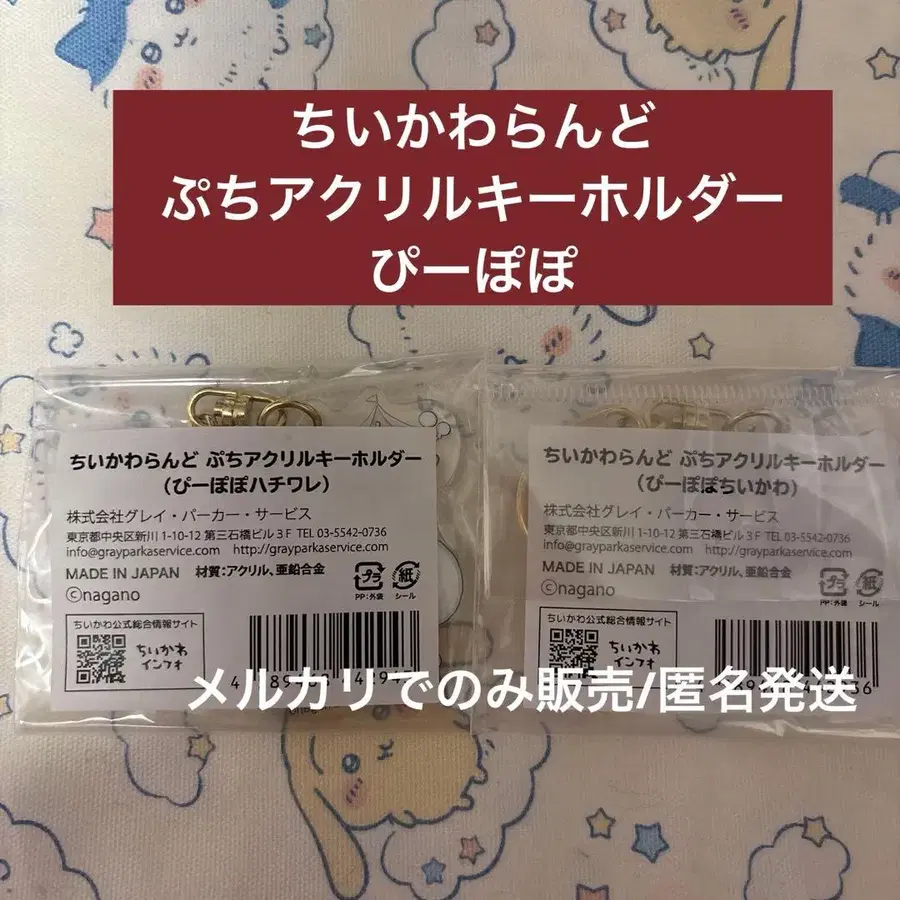 ちいかわらんど
ぷちアクリルキーホルダー
ぴーぽぽ
ちいかわらんど ぷちアクリルキーホルダー
(ぴーぽぽハチワレ)
株式会社グレイ・パーカー・サービス
東京都中央区新川 1-10-12 第三石橋ビル 3F TEL 03-5542-0736
info@grayparkaservice.com http://grayparkaservice.com
MADE IN JAPAN 材質:アクリル、亜鉛合金
プラ
紙
PP:外袋
シール
©nagano
ちいかわ公式総合情報サイト
ちいかわ
インフォ
ちいかわらんど ぷちアクリルキーホルダー
(ぴーぽぽちいかわ)
株式会社グレイ・パーカー・サービス
東京都中央区新川 1-10-12 第三石橋ビル 3F TEL 03-5542-0736
info@grayparkaservice.com http://grayparkaservice.com
MADE IN JAPAN 材質:アクリル、亜鉛合金
プラ
紙
PP:外袋
シール
©nagano
ちいかわ公式総合情報サイト
ちいかわ
インフォ
メルカリでのみ販売/匿名発送